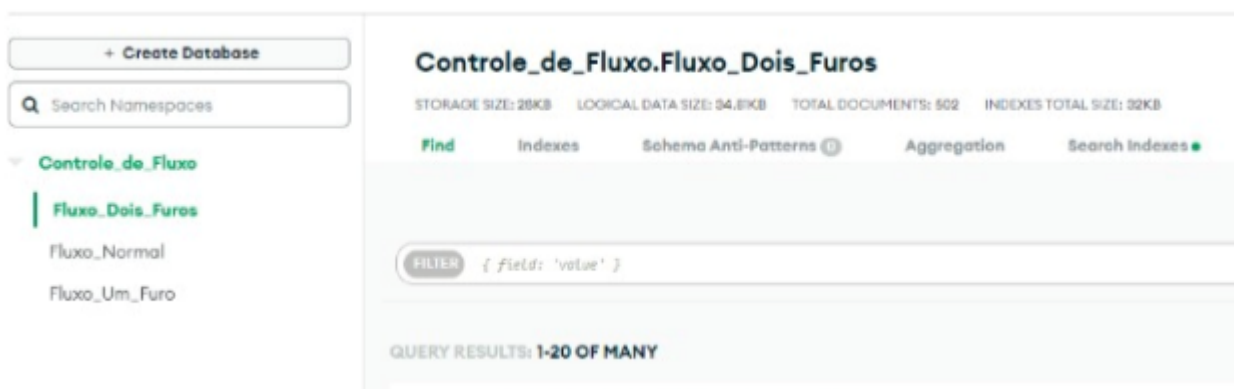 + Create Database
Search Namespaces
Controle_de_Fluxo
Fluxo_Dois_Furos
Fluxo_Normal
Fluxo_Um_Furo
Controle_de_Fluxo.Fluxo_Dois_Furos
STORAGE SIZE: 28KB LOGICAL DATA SIZE: 34.81KB TOTAL DOCUMENTS: 502 INDEXES TOTAL SIZE: 32KB
Find Indexes Schema Anti-Patterns Aggregation Search Indexes
FILTER { field: 'value' }
QUERY RESULTS: 1-20 OF MANY